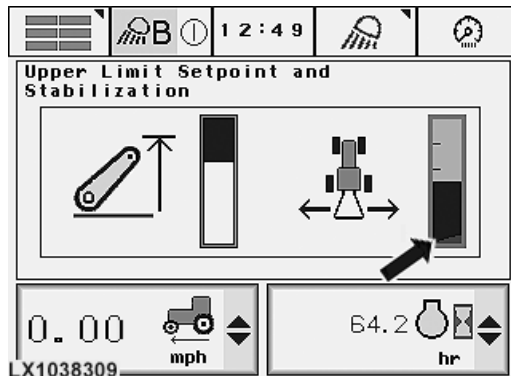 B 12:49
Upper Limit Setpoint and
Stabilization
0.00 mph
64.2 hr
LX1038309